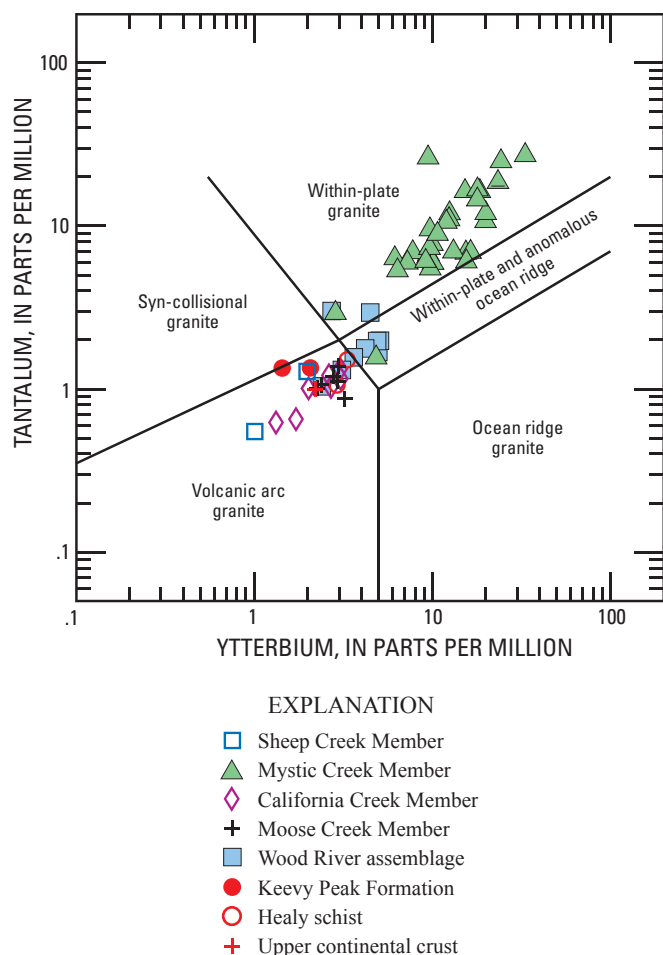 100
10
1
.1
TANTALUM, IN PARTS PER MILLION
Within-plate
granite
Syn-collisional
granite
Within-plate and anomalous
ocean ridge
Ocean ridge
granite
Volcanic arc
granite
.1
1
10
100
YTTERBIUM, IN PARTS PER MILLION
EXPLANATION
Sheep Creek Member
Mystic Creek Member
California Creek Member
Moose Creek Member
Wood River assemblage
Keevy Peak Formation
Healy schist
Upper continental crust